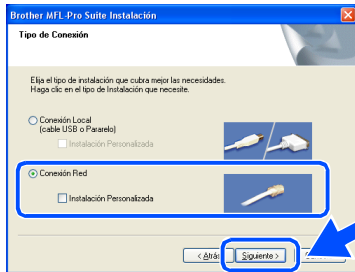 Brother MFL-Pro Suite Instalación
Tipo de Conexión
Elija el tipo de instalación que cubra mejor las necesidades.
Haga clic en el tipo de Instalación que necesite.
Conexión Local
(cable USB o Pararelo)
Instalación Personalizada
Conexión Red
Instalación Personalizada
< Atrás Siguiente >